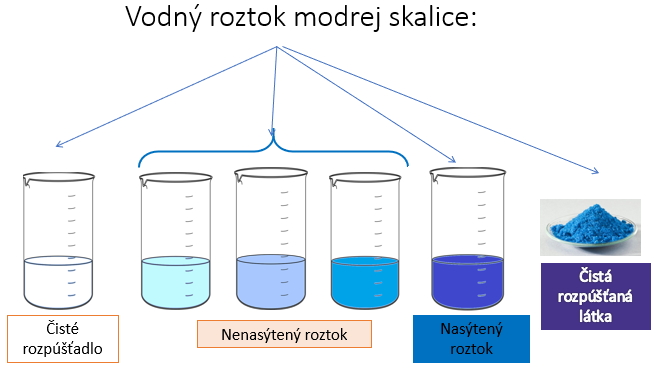 Vodný roztok modrej skalice:
Čisté
rozpúšťadlo
Nenasýtený roztok
Nasýtený
roztok
Čistá
rozpúšťaná
látka